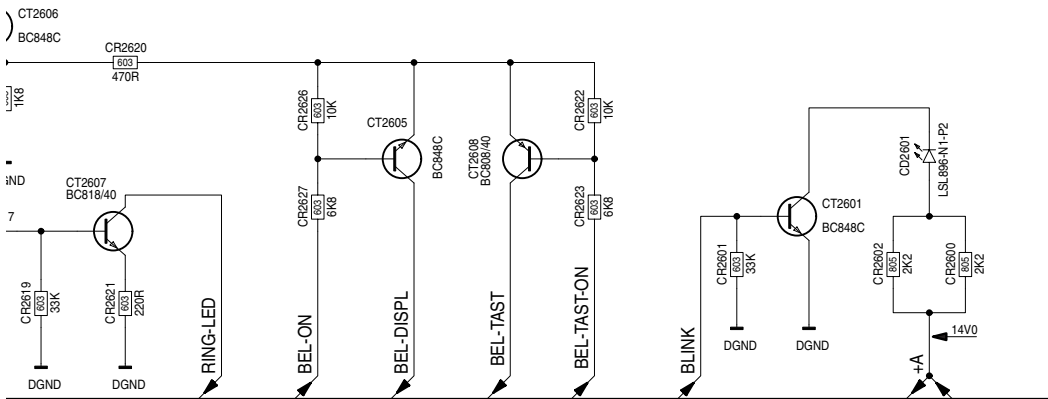 CT2606
BC848C
CR2620
603
470R
1K8
GND
7
CT2607
BC818/40
CR2619
603
33K
CR2621
603
220R
DGND
DGND
RING-LED
CR2626
603
10K
CR2627
603
6K8
BEL-ON
CT2605
BC848C
BEL-DISPL
CT2608
BC808/40
BEL-TAST
CR2622
603
10K
CR2623
603
6K8
BEL-TAST-ON
BLINK
CR2601
603
33K
DGND
CT2601
BC848C
DGND
CD2601
LSL896-N1-P2
CR2602
805
2K2
CR2600
805
2K2
14V0
+A